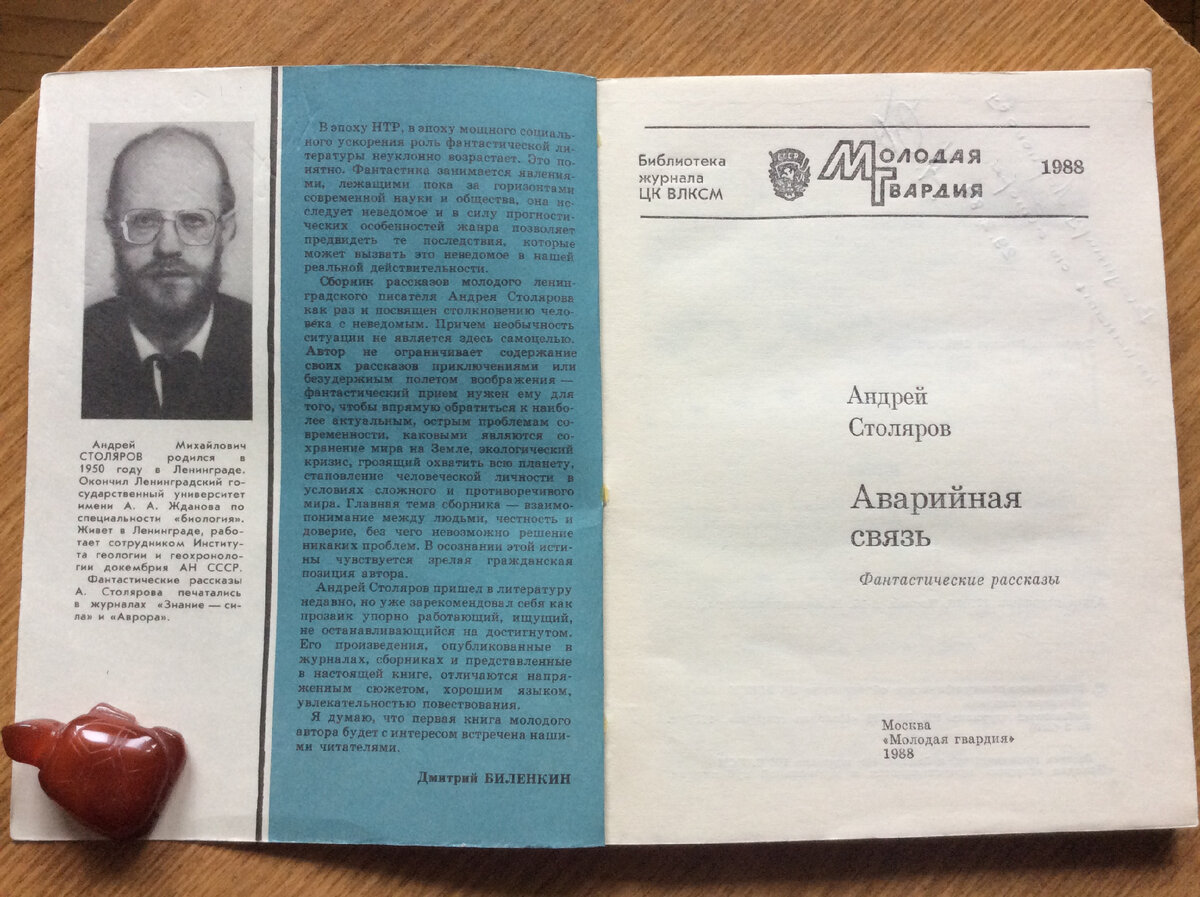 Андрей Михайлович
СТОЛЯРОВ родился в
1950 году в Ленинграде.
Окончил Ленинградский го-
сударственный университет
имени А. А. Жданова по
специальности «биология».
Живет в Ленинграде, рабо-
тает сотрудником Институ-
та геологии и геохроноло-
гии докембрия АН СССР.
Фантастические рассказы
А. Столярова печатались
в журналах «Знание — си-
ла» и «Аврора».
В эпоху НТР, в эпоху мощного социаль-
ного ускорения роль фантастической ли-
тературы неуклонно возрастает. Это по-
нятно. Фантастика занимается явления-
ми, лежащими пока за горизонтами
современной науки и общества, она ис-
следует неведомое и в силу прогности-
ческих особенностей жанра позволяет
предвидеть те последствия, которые
может вызвать это неведомое в нашей
реальной действительности.
Сборник рассказов молодого ленин-
градского писателя Андрея Столярова
как раз и посвящен столкновению чело-
века с неведомым. Причем необычность
ситуации не является здесь самоцелью.
Автор не ограничивает содержание
своих рассказов приключениями или
безудержным полетом воображения —
фантастический прием нужен ему для
того, чтобы впрямую обратиться к наибо-
лее актуальным, острым проблемам со-
временности, каковыми являются со-
хранение мира на Земле, экологический
кризис, грозящий охватить всю планету,
становление человеческой личности в
условиях сложного и противоречивого
мира. Главная тема сборника — взаимо-
понимание между людьми, честность и
доверие, без чего невозможно решение
никаких проблем. В осознании этой исти-
ны чувствуется зрелая гражданская
позиция автора.
Андрей Столяров пришел в литературу
недавно, но уже зарекомендовал себя как
прозаик упорно работающий, ищущий,
не останавливающийся на достигнутом.
Его произведения, опубликованные в
журналах, сборниках и представленные
в настоящей книге, отличаются напря-
женным сюжетом, хорошим языком,
увлекательностью повествования.
Я думаю, что первая книга молодого
автора будет с интересом встречена наши-
ми читателями.
Дмитрий БИЛЕНКИН
Библиотека
журнала
ЦК ВЛКСМ
СССР
МОЛОДАЯ
ГВАРДИЯ
1988
Андрей
Столяров
Аварийная
связь
Фантастические рассказы
Москва
«Молодая гвардия»
1988